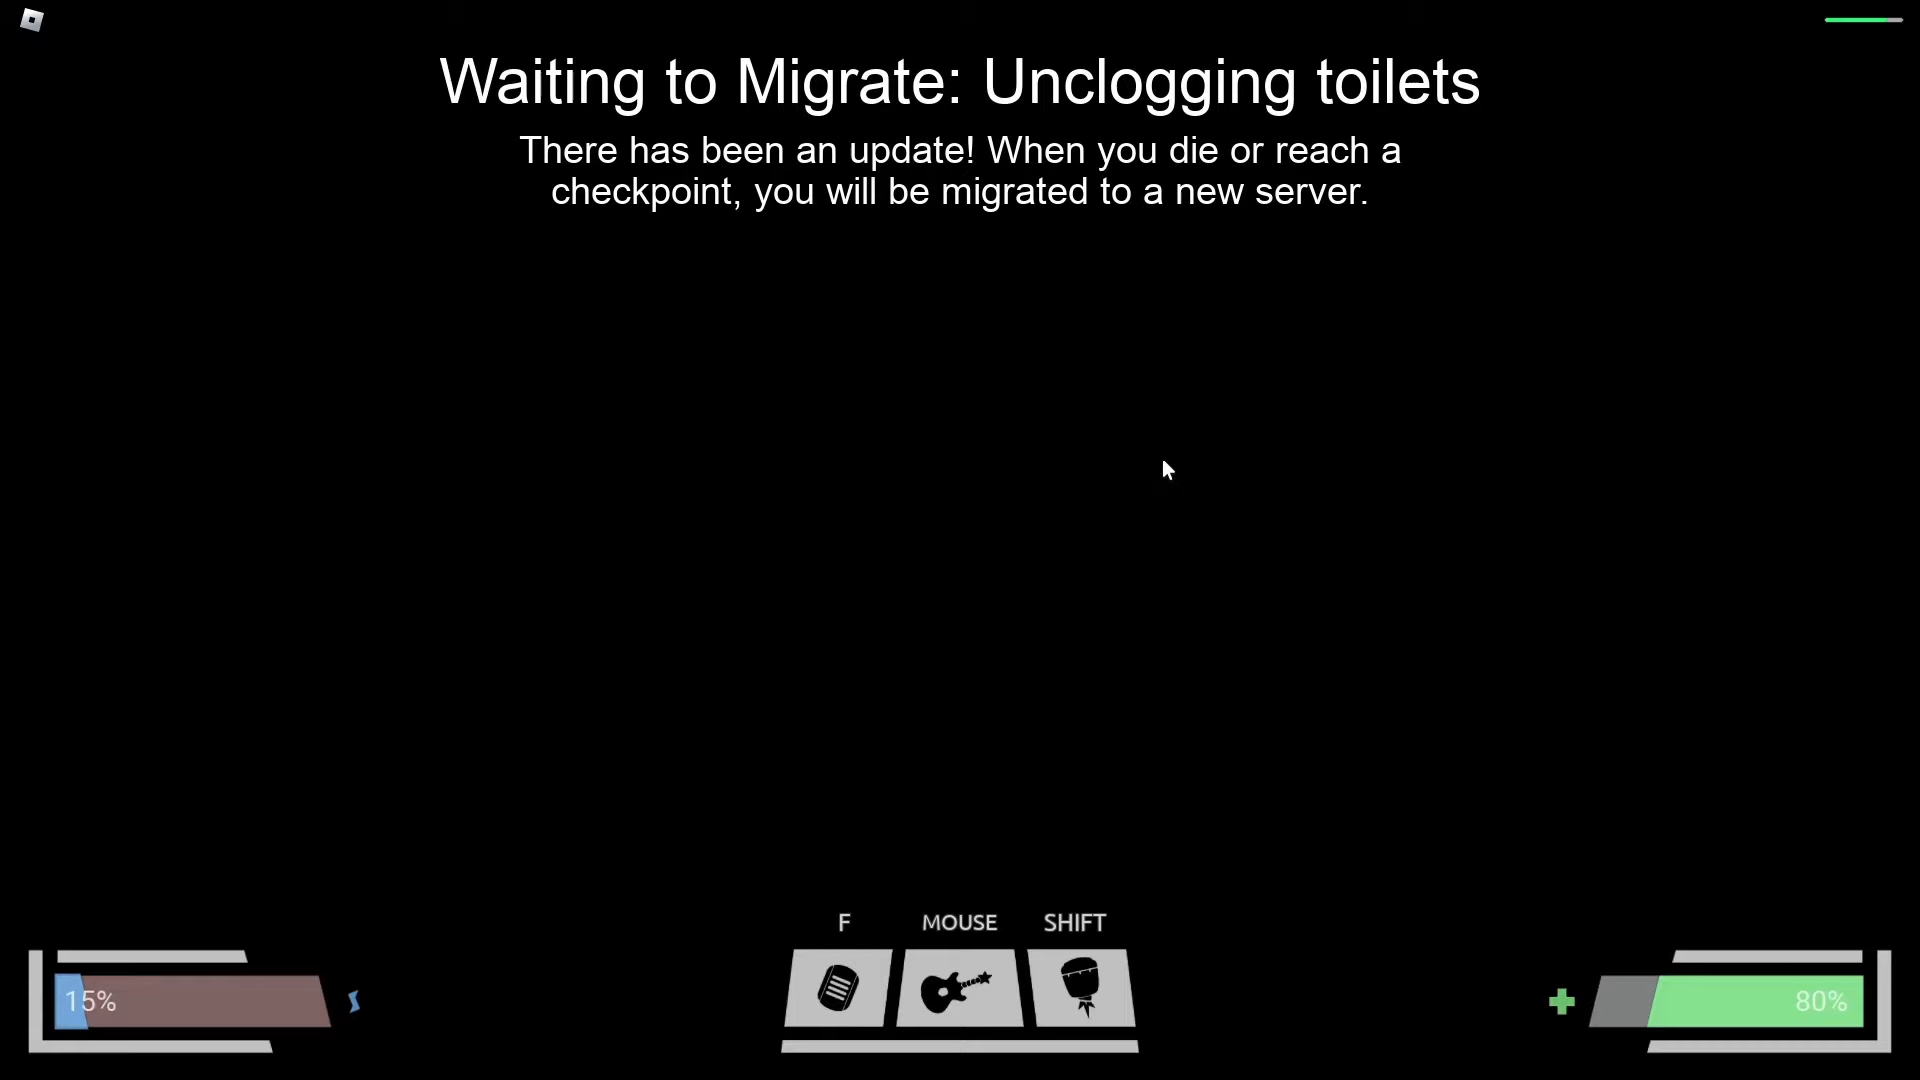 Waiting to Migrate: Unclogging toilets
There has been an update! When you die or reach a
checkpoint, you will be migrated to a new server.
F MOUSE SHIFT
15% 80%